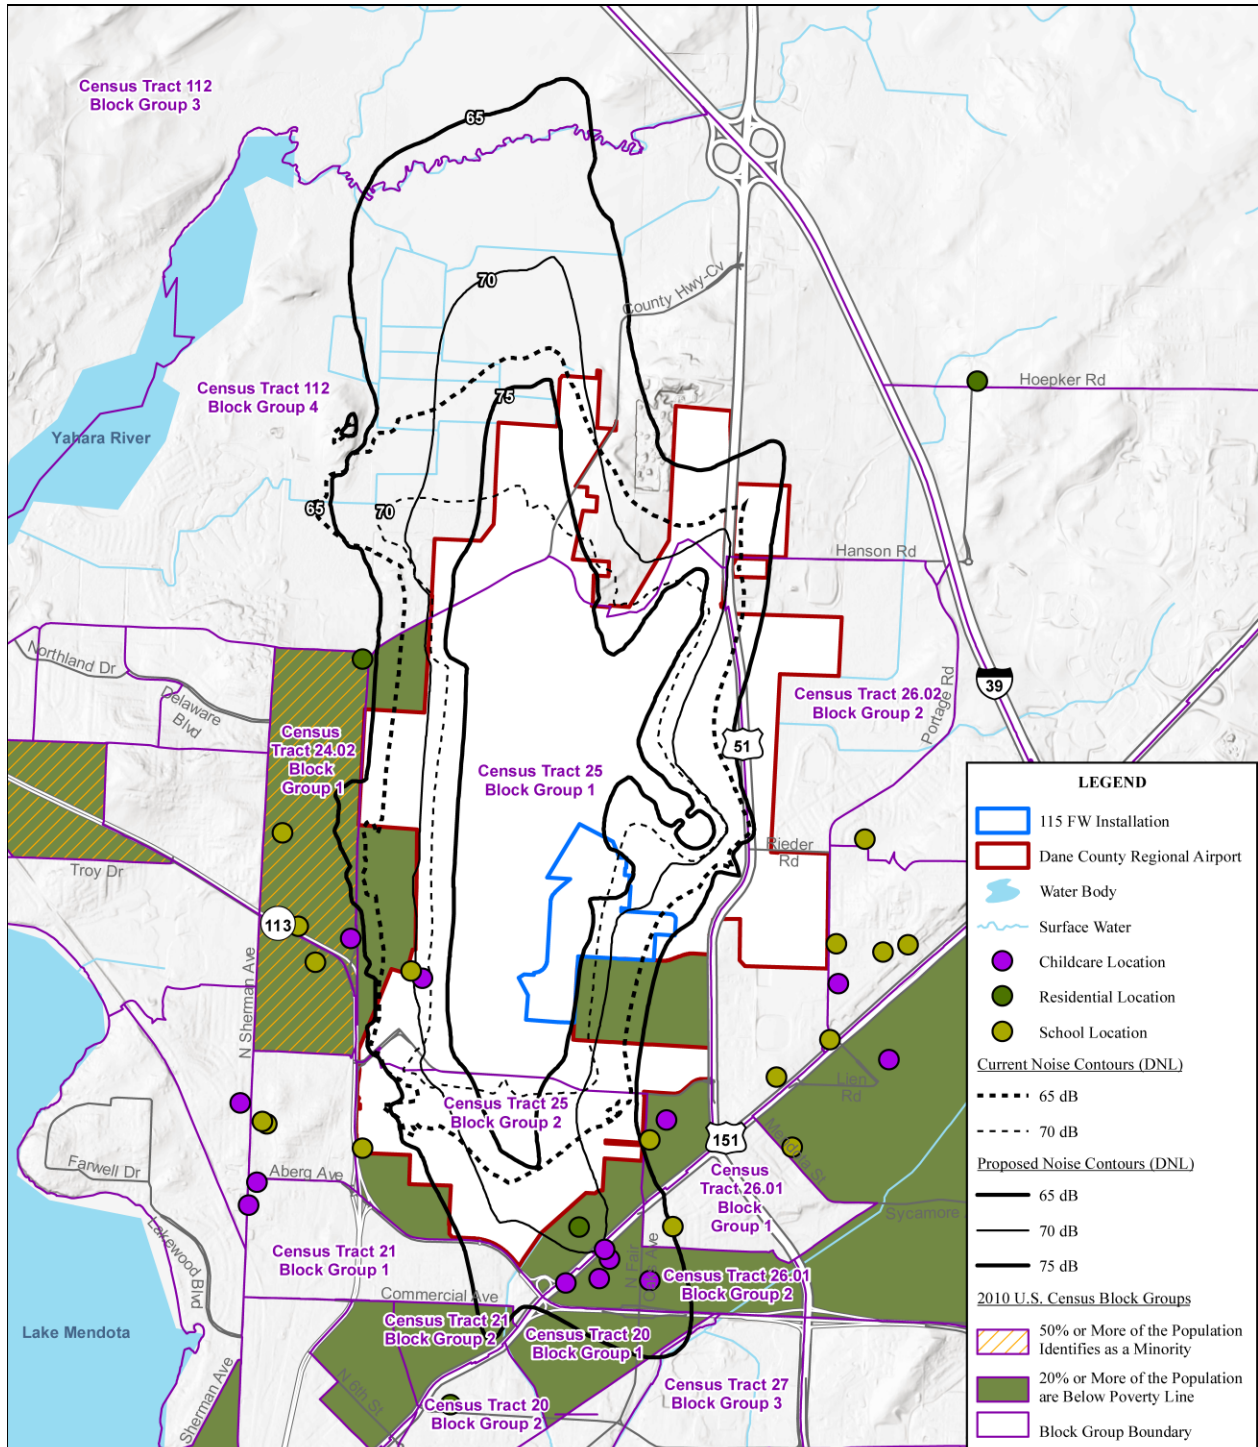 Census Tract 112
Block Group 3
65
70
County Hwy-Cv
Census Tract 112
Block Group 4
75
Hoepker Rd
Yahara River
65
70
Hanson Rd
Northland Dr
Delaware
Blvd
Census
Tract 24.02
Block
Group 1
Census Tract 25
Block Group 1
Census Tract 26.02
Block Group 2
Portage Rd
39
51
Rieder
Rd
Troy Dr
113
N Sherman Ave
Lien
Rd
Census Tract 25
Block Group 2
151
Aberg Ave
Farwell Dr
Lakewood Blvd
Census
Tract 26.01
Block
Group 1
Sycamore
Census Tract 21
Block Group 1
N Fair
Oaks Ave
Census Tract 26.01
Block Group 2
Commercial Ave
Census Tract 21
Block Group 2
Census Tract 20
Block Group 1
Lake Mendota
Sherman Ave
N 6th St
Census Tract 20
Block Group 2
Census Tract 27
Block Group 3
LEGEND
115 FW Installation
Dane County Regional Airport
Water Body
Surface Water
Childcare Location
Residential Location
School Location
Current Noise Contours (DNL)
65 dB
70 dB
Proposed Noise Contours (DNL)
65 dB
70 dB
75 dB
2010 U.S. Census Block Groups
50% or More of the Population
Identifies as a Minority
20% or More of the Population
are Below Poverty Line
Block Group Boundary